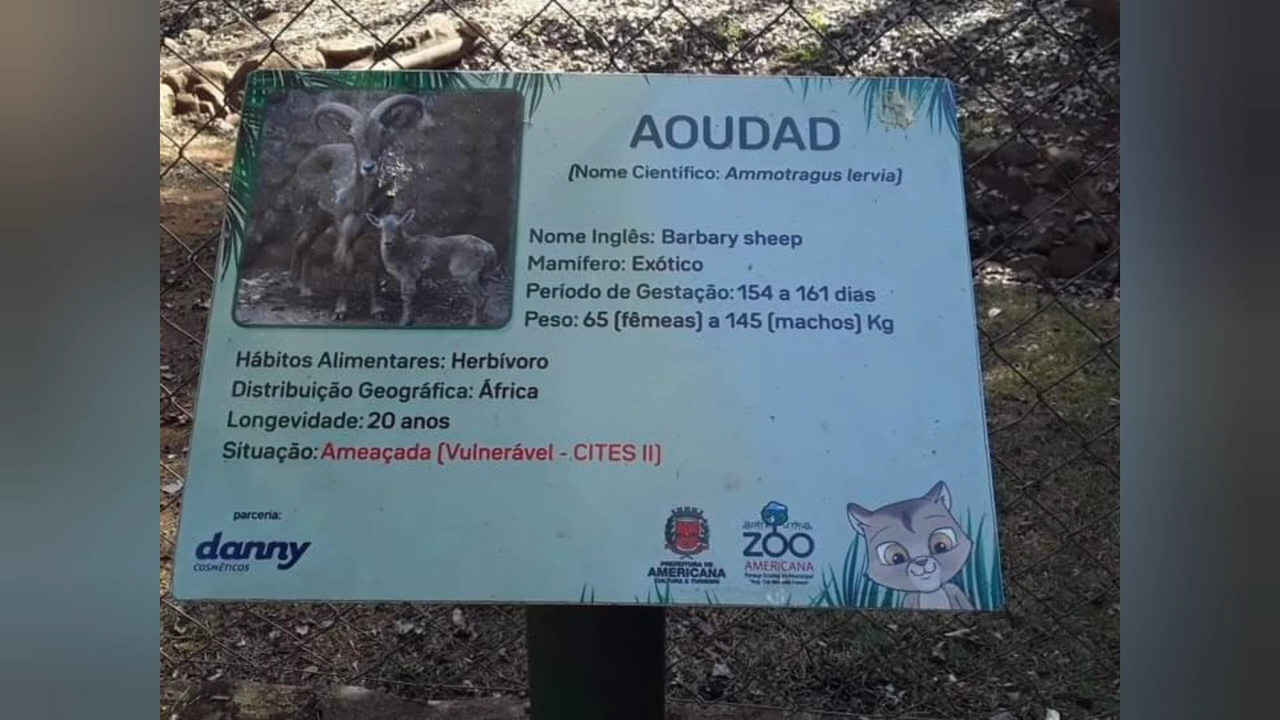 AOUDAD
(Nome Científico: Ammotragus lervia)
Nome Inglês: Barbary sheep
Mamífero: Exótico
Período de Gestação: 154 a 161 dias
Peso: 65 (fêmeas) a 145 (machos) Kg
Hábitos Alimentares: Herbívoro
Distribuição Geográfica: África
Longevidade: 20 anos
Situação: Ameaçada (Vulnerável - CITES II)
parceria:
danny
COSMÉTICOS
PREFEITURA DE
AMERICANA
CULTURA E TURISMO
ZOO
AMERICANA